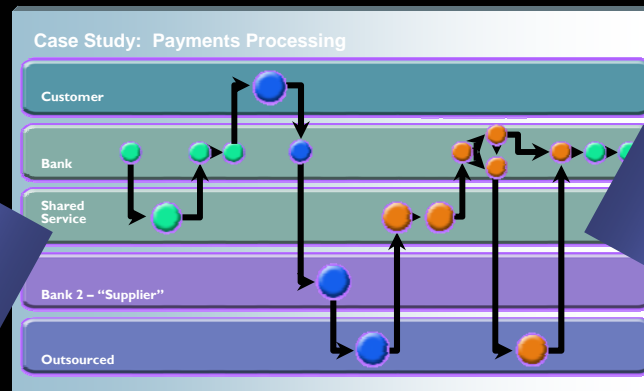 Case Study: Payments Processing
Customer
Bank
Shared
Service
Bank 2 – “Supplier”
Outsourced